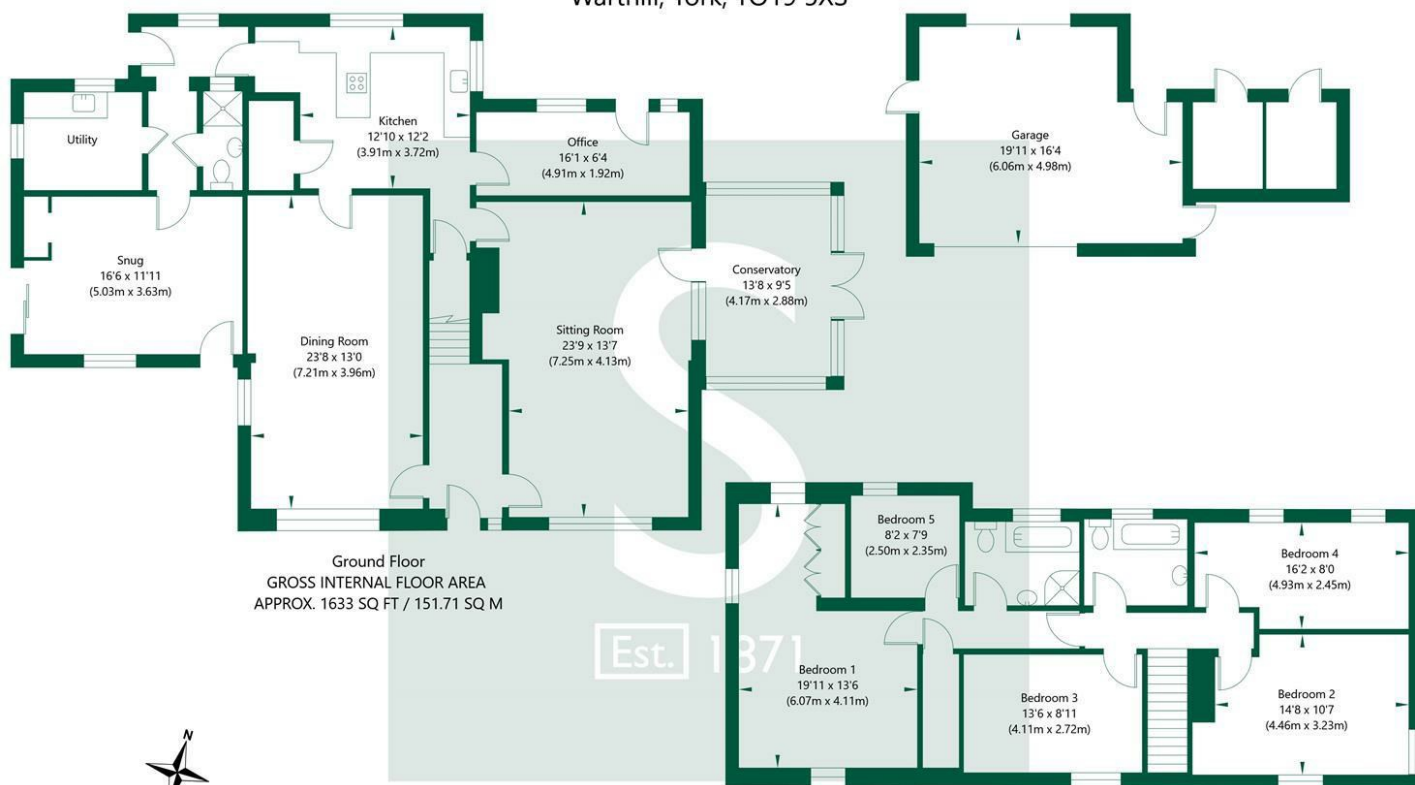 Warthill, York, YO19 5XS
Kitchen
12'10 x 12'2
(3.91m x 3.72m)
Utility
Office
16'1 x 6'4
(4.91m x 1.92m)
Garage
19'11 x 16'4
(6.06m x 4.98m)
Snug
16'6 x 11'11
(5.03m x 3.63m)
Conservatory
13'8 x 9'5
(4.17m x 2.88m)
Dining Room
23'8 x 13'0
(7.21m x 3.96m)
Sitting Room
23'9 x 13'7
(7.25m x 4.13m)
S
Ground Floor
GROSS INTERNAL FLOOR AREA
APPROX. 1633 SQ FT / 151.71 SQ M
Bedroom 5
8'2 x 7'9
(2.50m x 2.35m)
Bedroom 4
16'2 x 8'0
(4.93m x 2.45m)
Est. 1871
Bedroom 1
19'11 x 13'6
(6.07m x 4.11m)
Bedroom 3
13'6 x 8'11
(4.11m x 2.72m)
Bedroom 2
14'8 x 10'7
(4.46m x 3.23m)
N